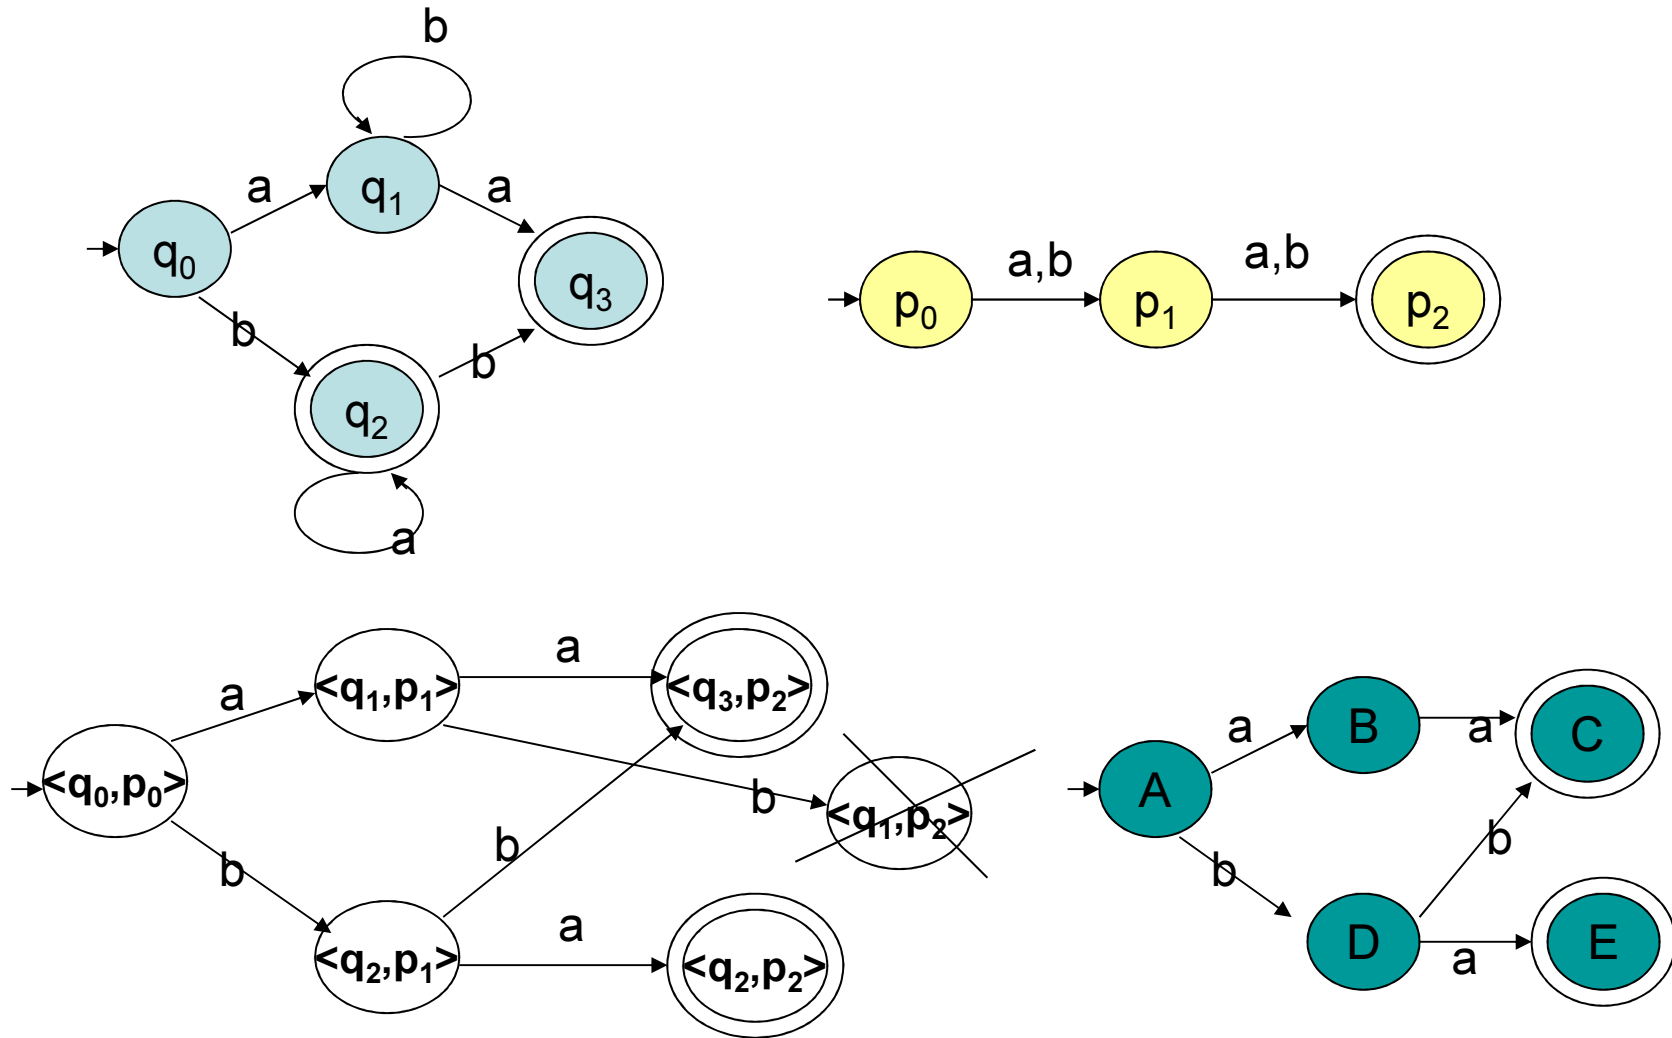 b
a
q1
a
q0
q3
b
q2
b
a
p0
a,b
p1
a,b
p2
a
<q1,p1>
a
<q3,p2>
<q0,p0>
b
<q1,p2>
b
b
<q2,p1>
a
<q2,p2>
a
B
a
C
A
b
b
D
a
E